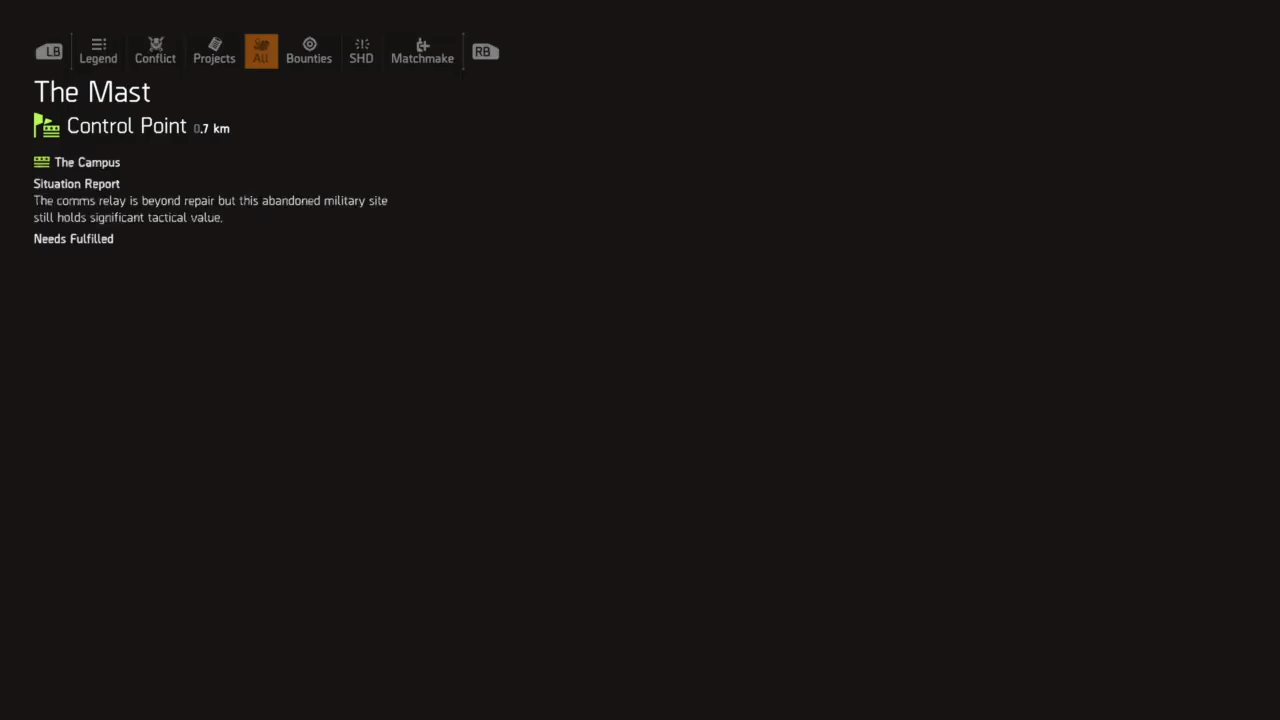 LB Legend Conflict Projects All Bounties SHD Matchmake RB
The Mast
Control Point 0.7 km
The Campus
Situation Report
The comms relay is beyond repair but this abandoned military site
still holds significant tactical value.
Needs Fulfilled